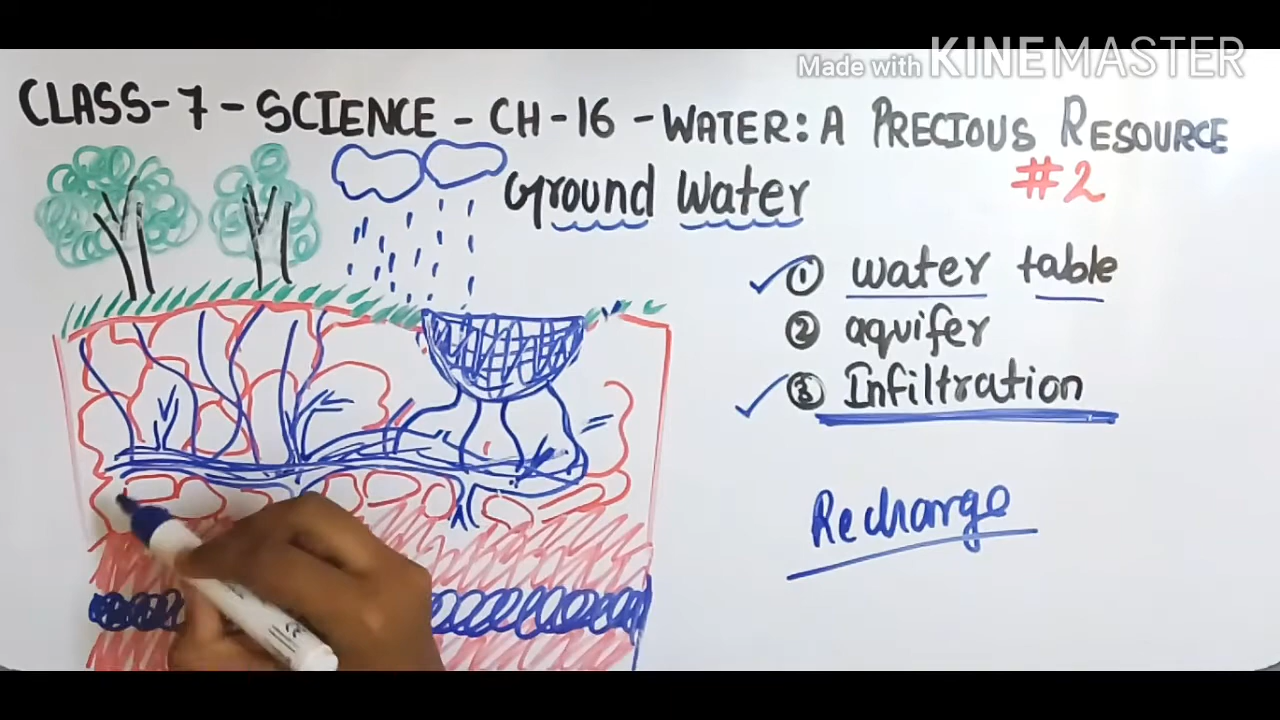 Made with KINEMASTER
CLASS-7-SCIENCE-CH-16-WATER: A PRECIOUS RESOURCE
#2
Ground Water
① water table
② aquifer
③ Infiltration
Recharge